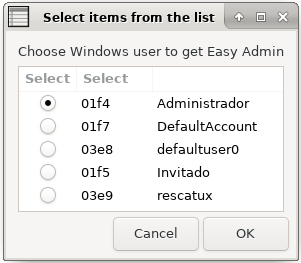 Select items from the list
Choose Windows user to get Easy Admin
Select Select
01f4 Administrador
01f7 DefaultAccount
03e8 defaultuser0
01f5 Invitado
03e9 rescatux
Cancel OK